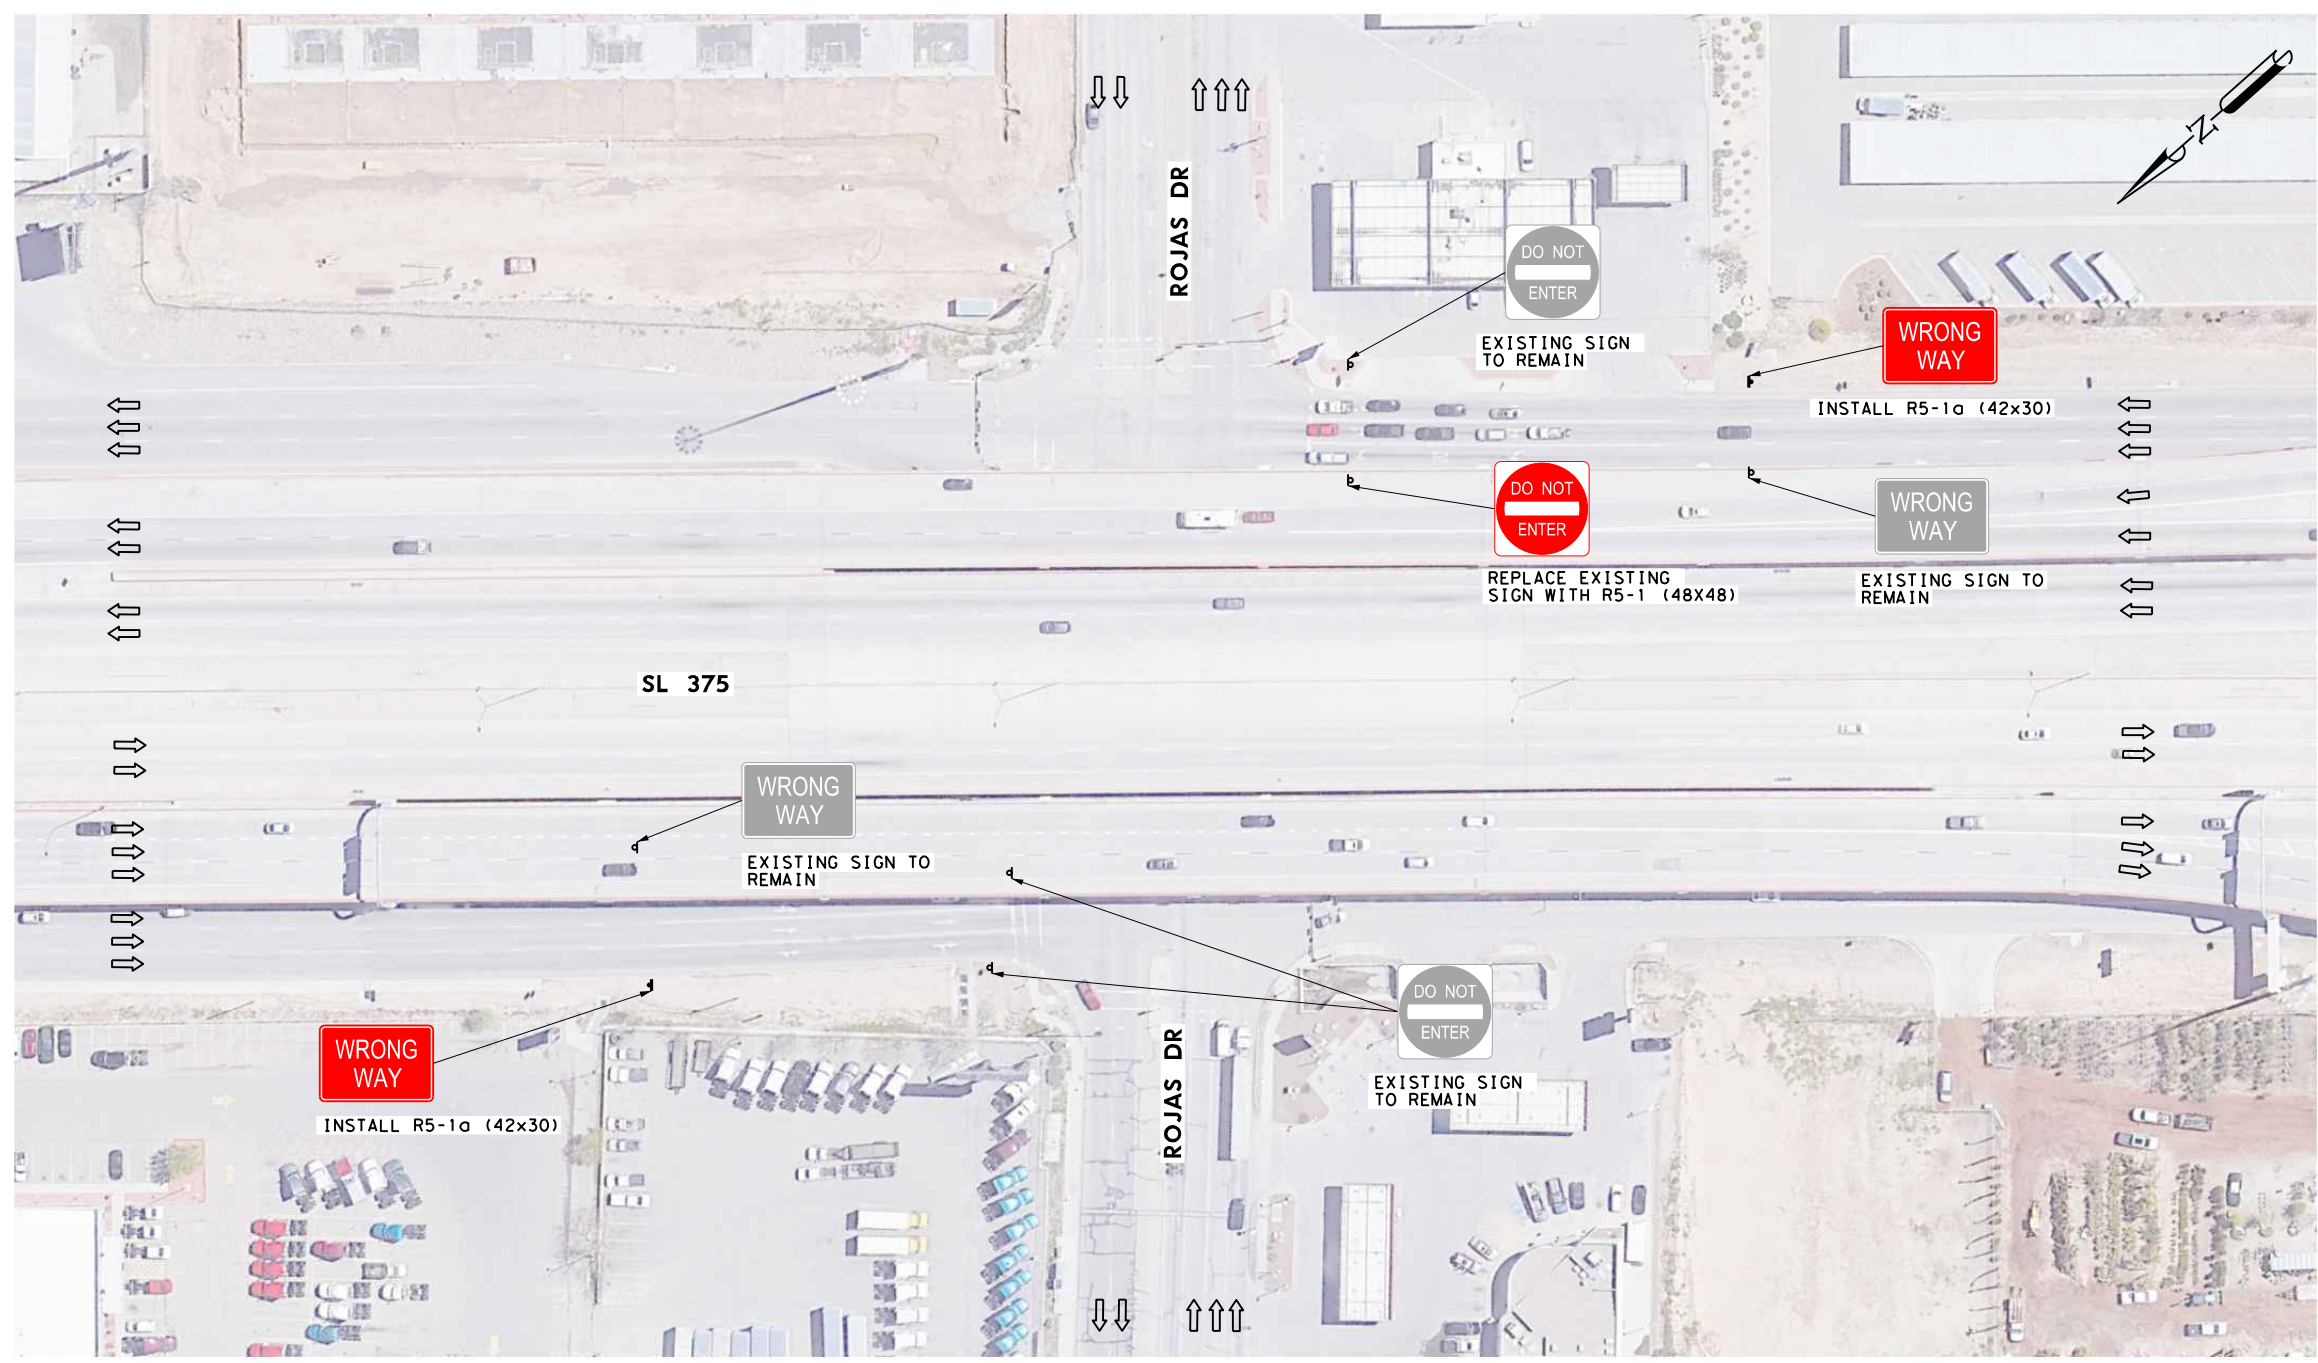 N
ROJAS DR
DO NOT
ENTER
EXISTING SIGN
TO REMAIN
WRONG
WAY
INSTALL R5-1a (42x30)
DO NOT
ENTER
REPLACE EXISTING
SIGN WITH R5-1 (48X48)
WRONG
WAY
EXISTING SIGN TO
REMAIN
SL 375
WRONG
WAY
EXISTING SIGN TO
REMAIN
DO NOT
ENTER
EXISTING SIGN
TO REMAIN
WRONG
WAY
INSTALL R5-1a (42x30)
ROJAS DR